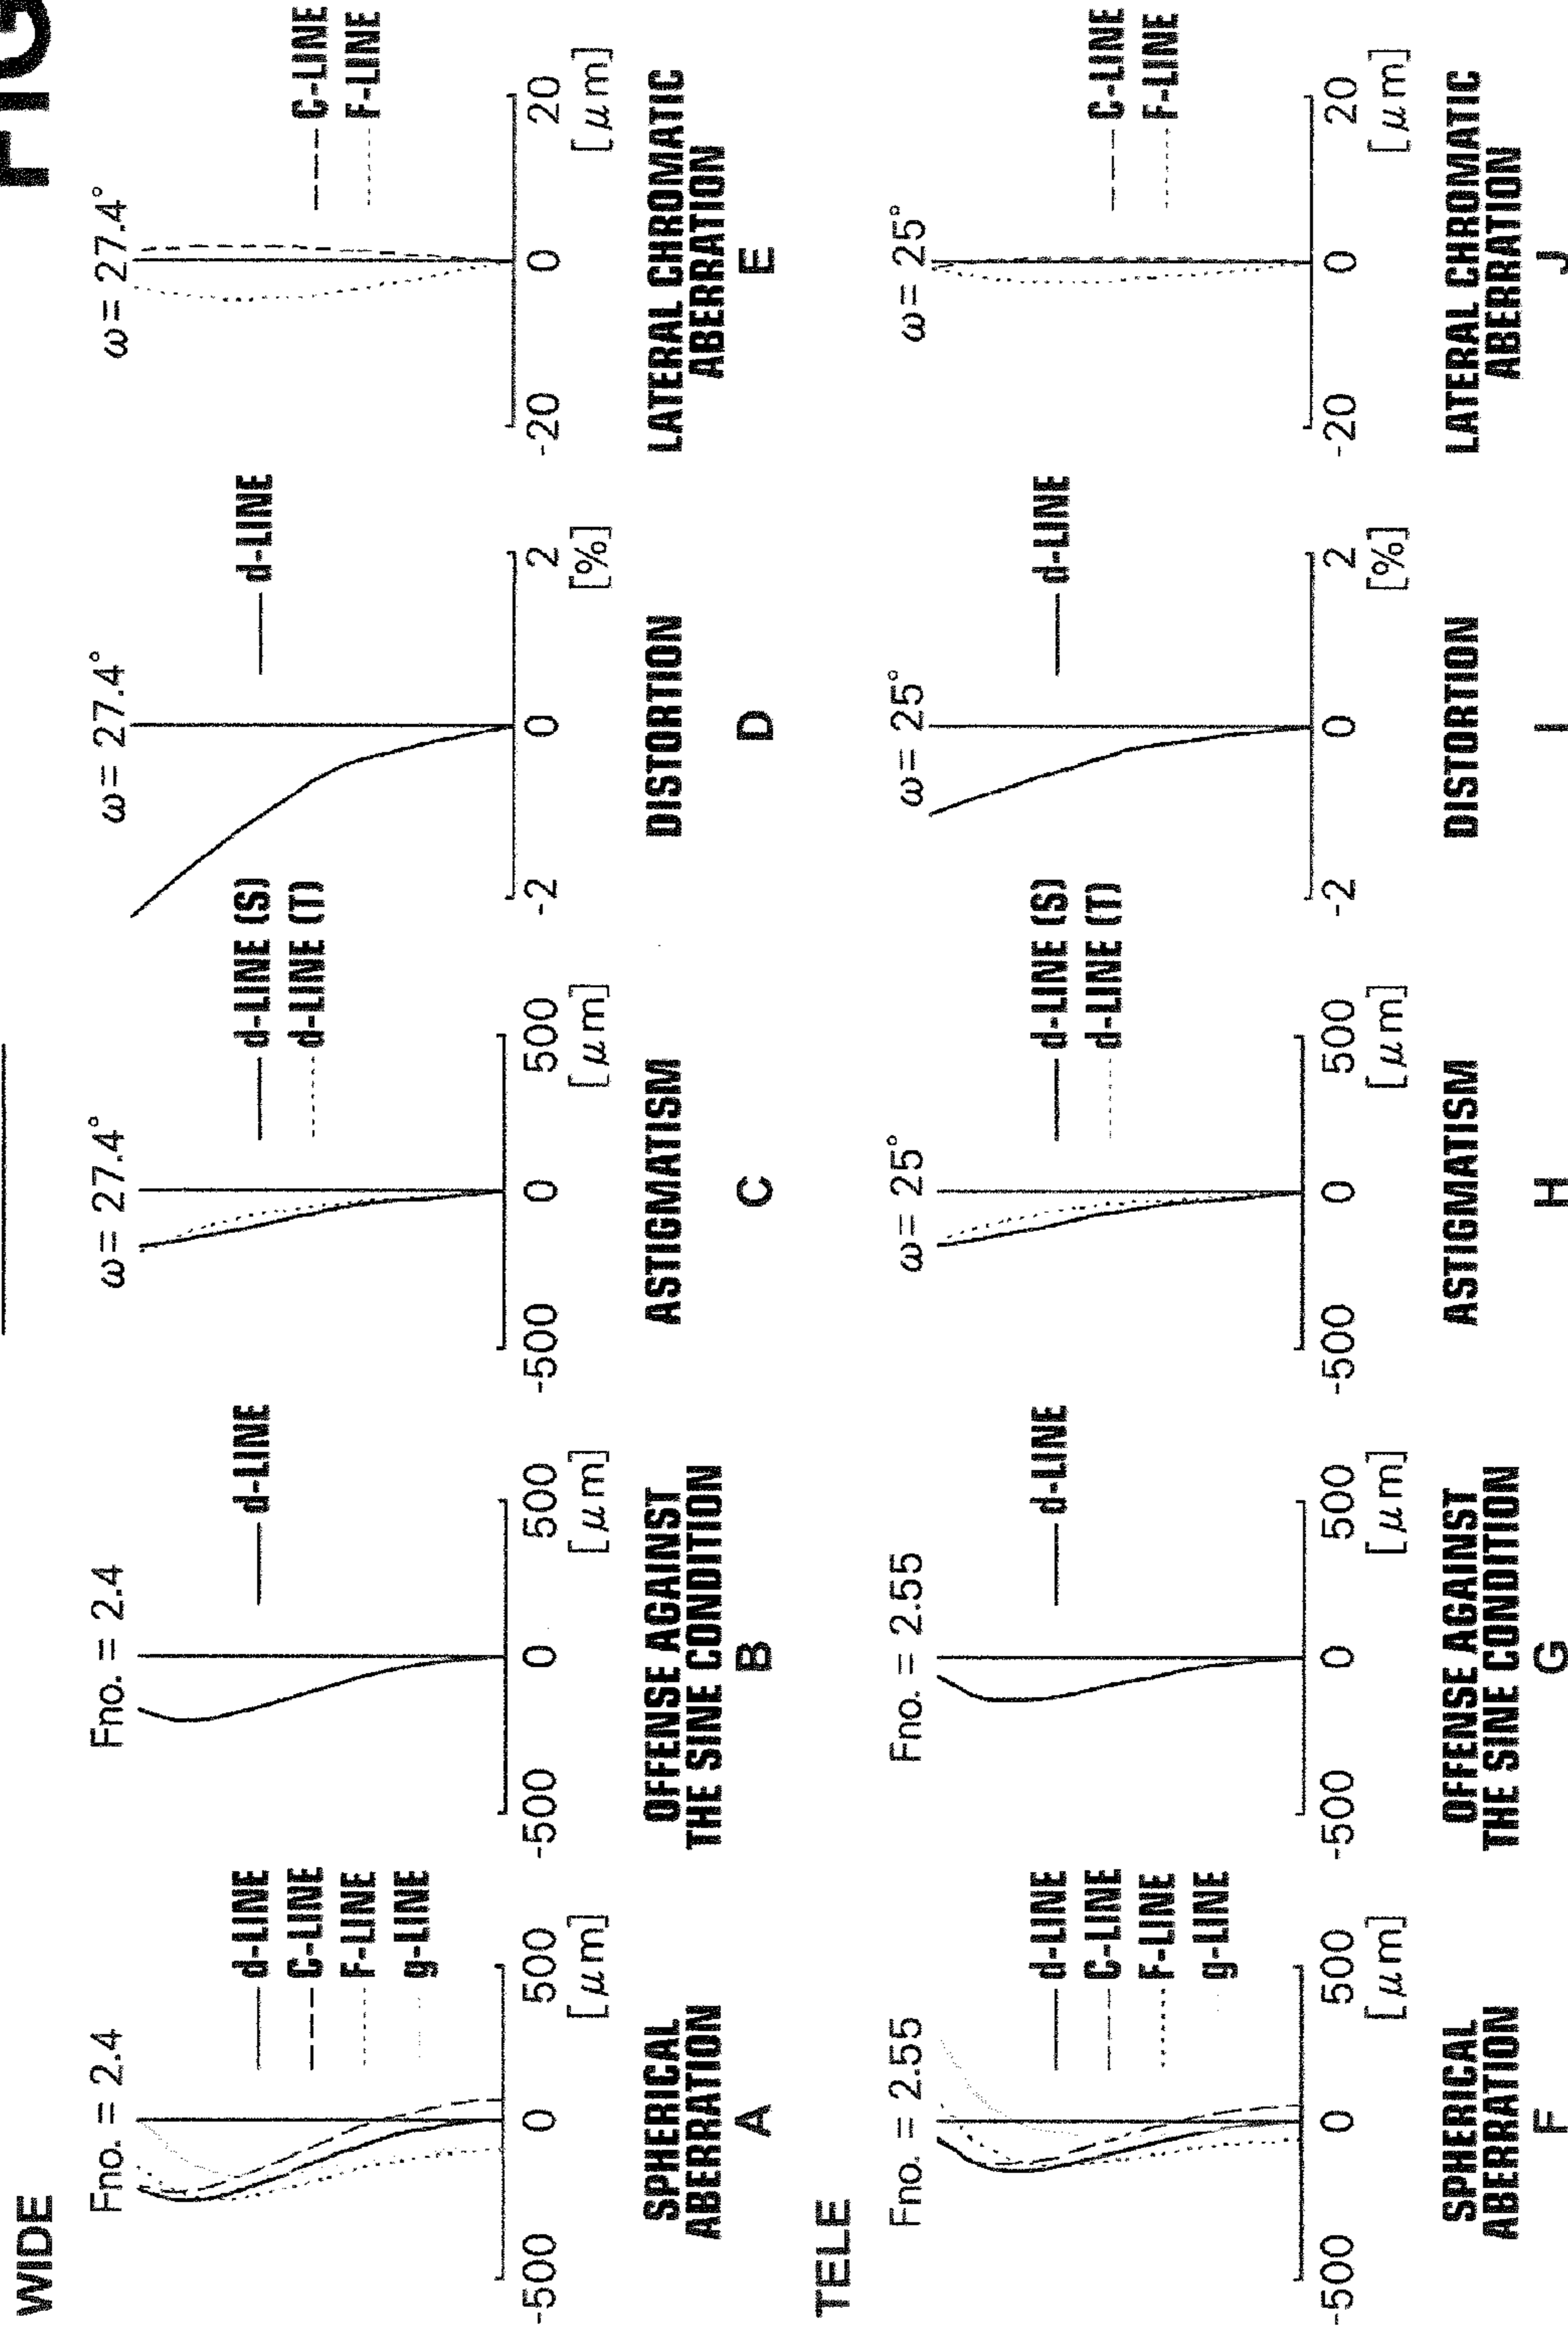 FIG
WIDE
Fno. = 2.4
d-LINE
C-LINE
F-LINE
g-LINE
-500 0 500
[μm]
SPHERICAL
ABERRATION
A
Fno. = 2.4
d-LINE
-500 0 500
[μm]
OFFENSE AGAINST
THE SINE CONDITION
B
ω= 27.4°
d-LINE (S)
d-LINE (T)
-500 0 500
[μm]
ASTIGMATISM
C
ω= 27.4°
d-LINE
-2 0 2
[%]
DISTORTION
D
ω= 27.4°
C-LINE
F-LINE
-20 0 20
[μm]
LATERAL CHROMATIC
ABERRATION
E
TELE
Fno. = 2.55
d-LINE
C-LINE
F-LINE
g-LINE
-500 0 500
[μm]
SPHERICAL
ABERRATION
F
Fno. = 2.55
d-LINE
-500 0 500
[μm]
OFFENSE AGAINST
THE SINE CONDITION
G
ω= 25°
d-LINE (S)
d-LINE (T)
-500 0 500
[μm]
ASTIGMATISM
H
ω= 25°
d-LINE
-2 0 2
[%]
DISTORTION
I
ω= 25°
C-LINE
F-LINE
-20 0 20
[μm]
LATERAL CHROMATIC
ABERRATION
J